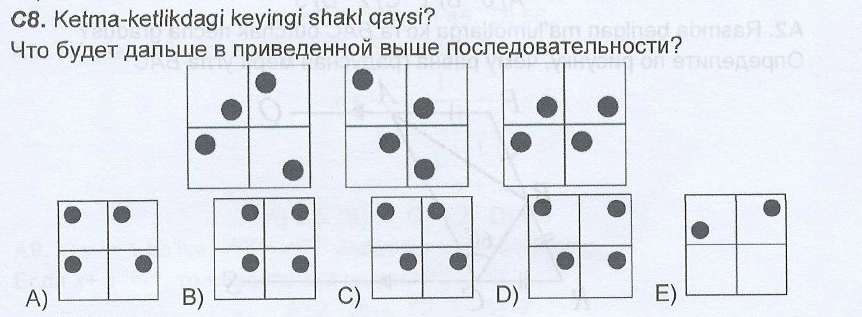 C8. Ketma-ketlikdagi keyingi shakl qaysi?
Что будет дальше в приведенной выше последовательности?
A) B) C) D) E)